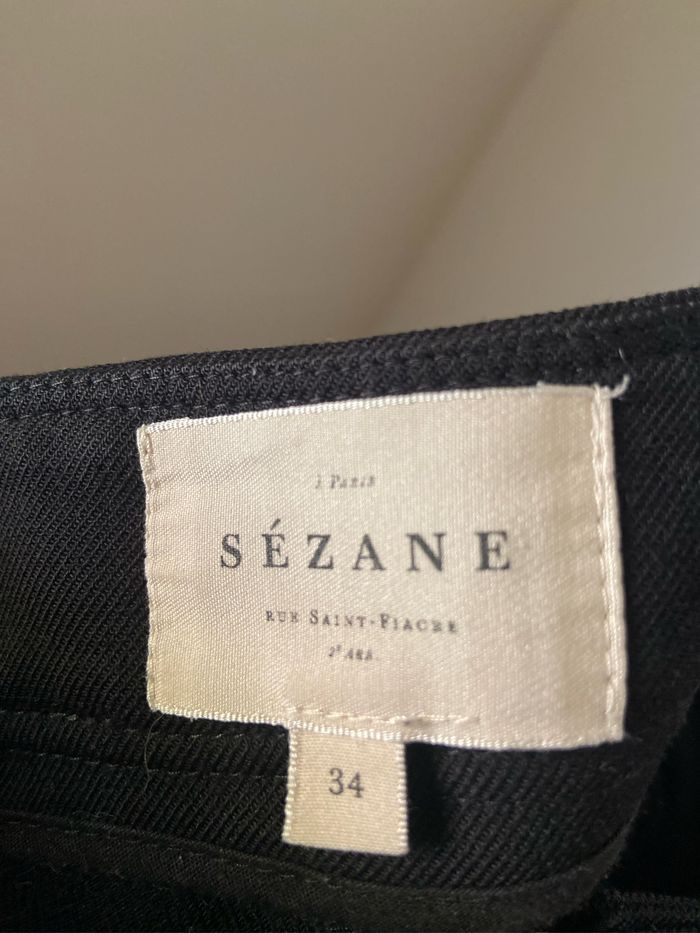 à Paris
SÉZANE
RUE SAINT-FIACRE
2ᵉ ARR.
34